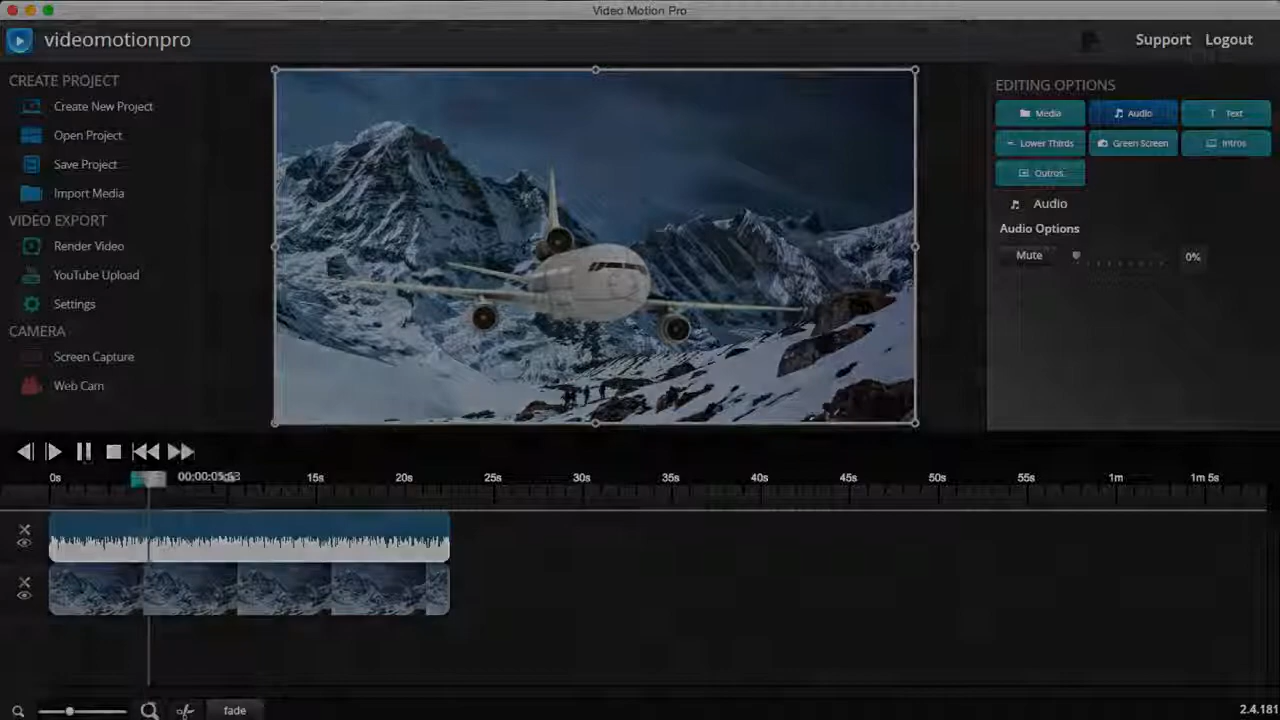 Video Motion Pro
videomotionpro
Support
Logout
CREATE PROJECT
Create New Project
Open Project
Save Project
Import Media
VIDEO EXPORT
Render Video
YouTube Upload
Settings
CAMERA
Screen Capture
Web Cam
EDITING OPTIONS
Media
Audio
Text
Lower Thirds
Green Screen
Intros
Outros
Audio
Audio Options
Mute
0%
0s
15s
20s
25s
30s
35s
40s
45s
50s
55s
1m
1m 5s
fade
2.4.181